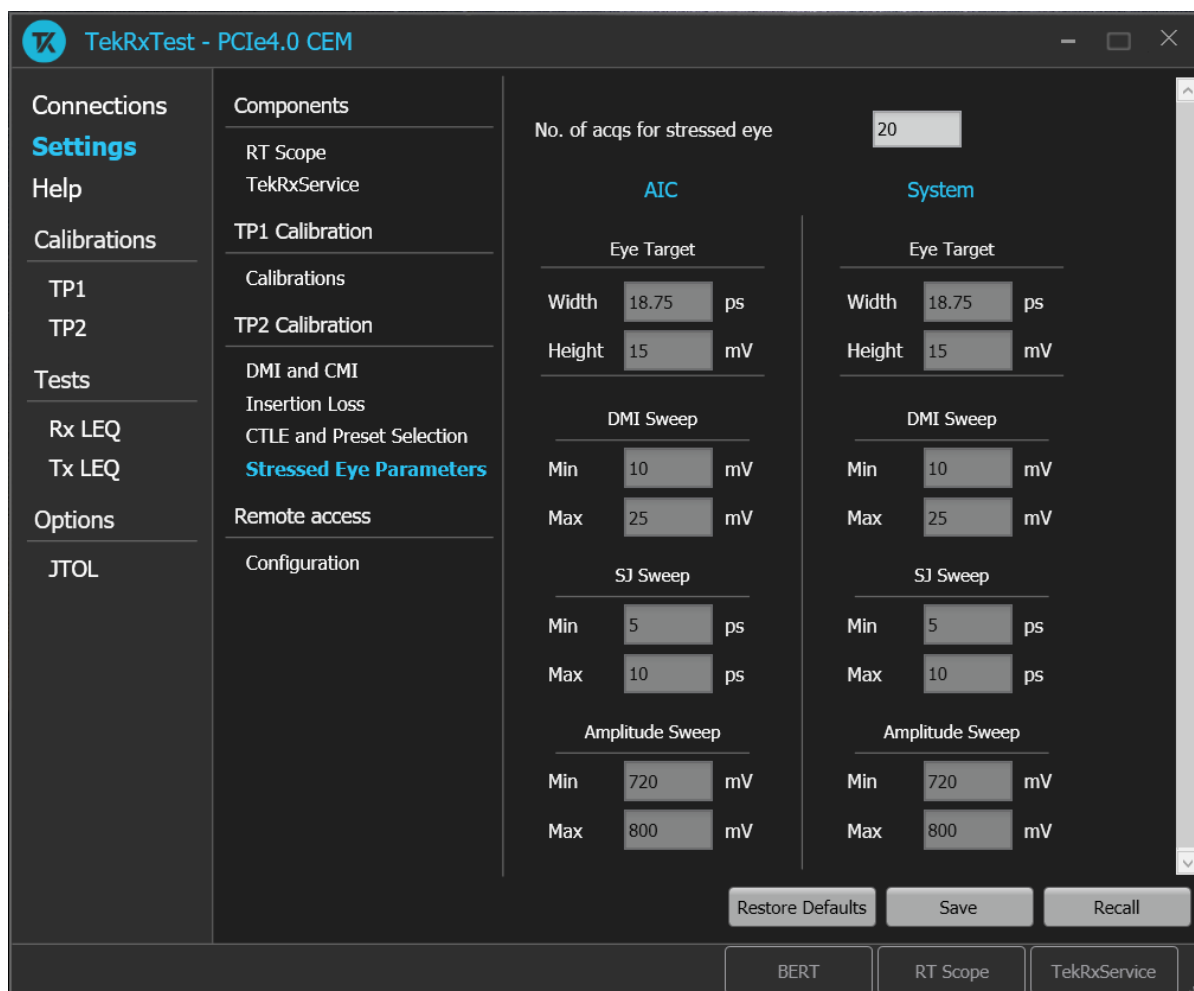 TekRxTest - PCIe4.0 CEM
Connections
Settings
Help
Calibrations
TP1
TP2
Tests
Rx LEQ
Tx LEQ
Options
JTOL
Components
RT Scope
TekRxService
TP1 Calibration
Calibrations
TP2 Calibration
DMI and CMI
Insertion Loss
CTLE and Preset Selection
Stressed Eye Parameters
Remote access
Configuration
No. of acqs for stressed eye 20
AIC
Eye Target
Width 18.75 ps
Height 15 mV
DMI Sweep
Min 10 mV
Max 25 mV
SJ Sweep
Min 5 ps
Max 10 ps
Amplitude Sweep
Min 720 mV
Max 800 mV
System
Eye Target
Width 18.75 ps
Height 15 mV
DMI Sweep
Min 10 mV
Max 25 mV
SJ Sweep
Min 5 ps
Max 10 ps
Amplitude Sweep
Min 720 mV
Max 800 mV
Restore Defaults Save Recall
BERT RT Scope TekRxService